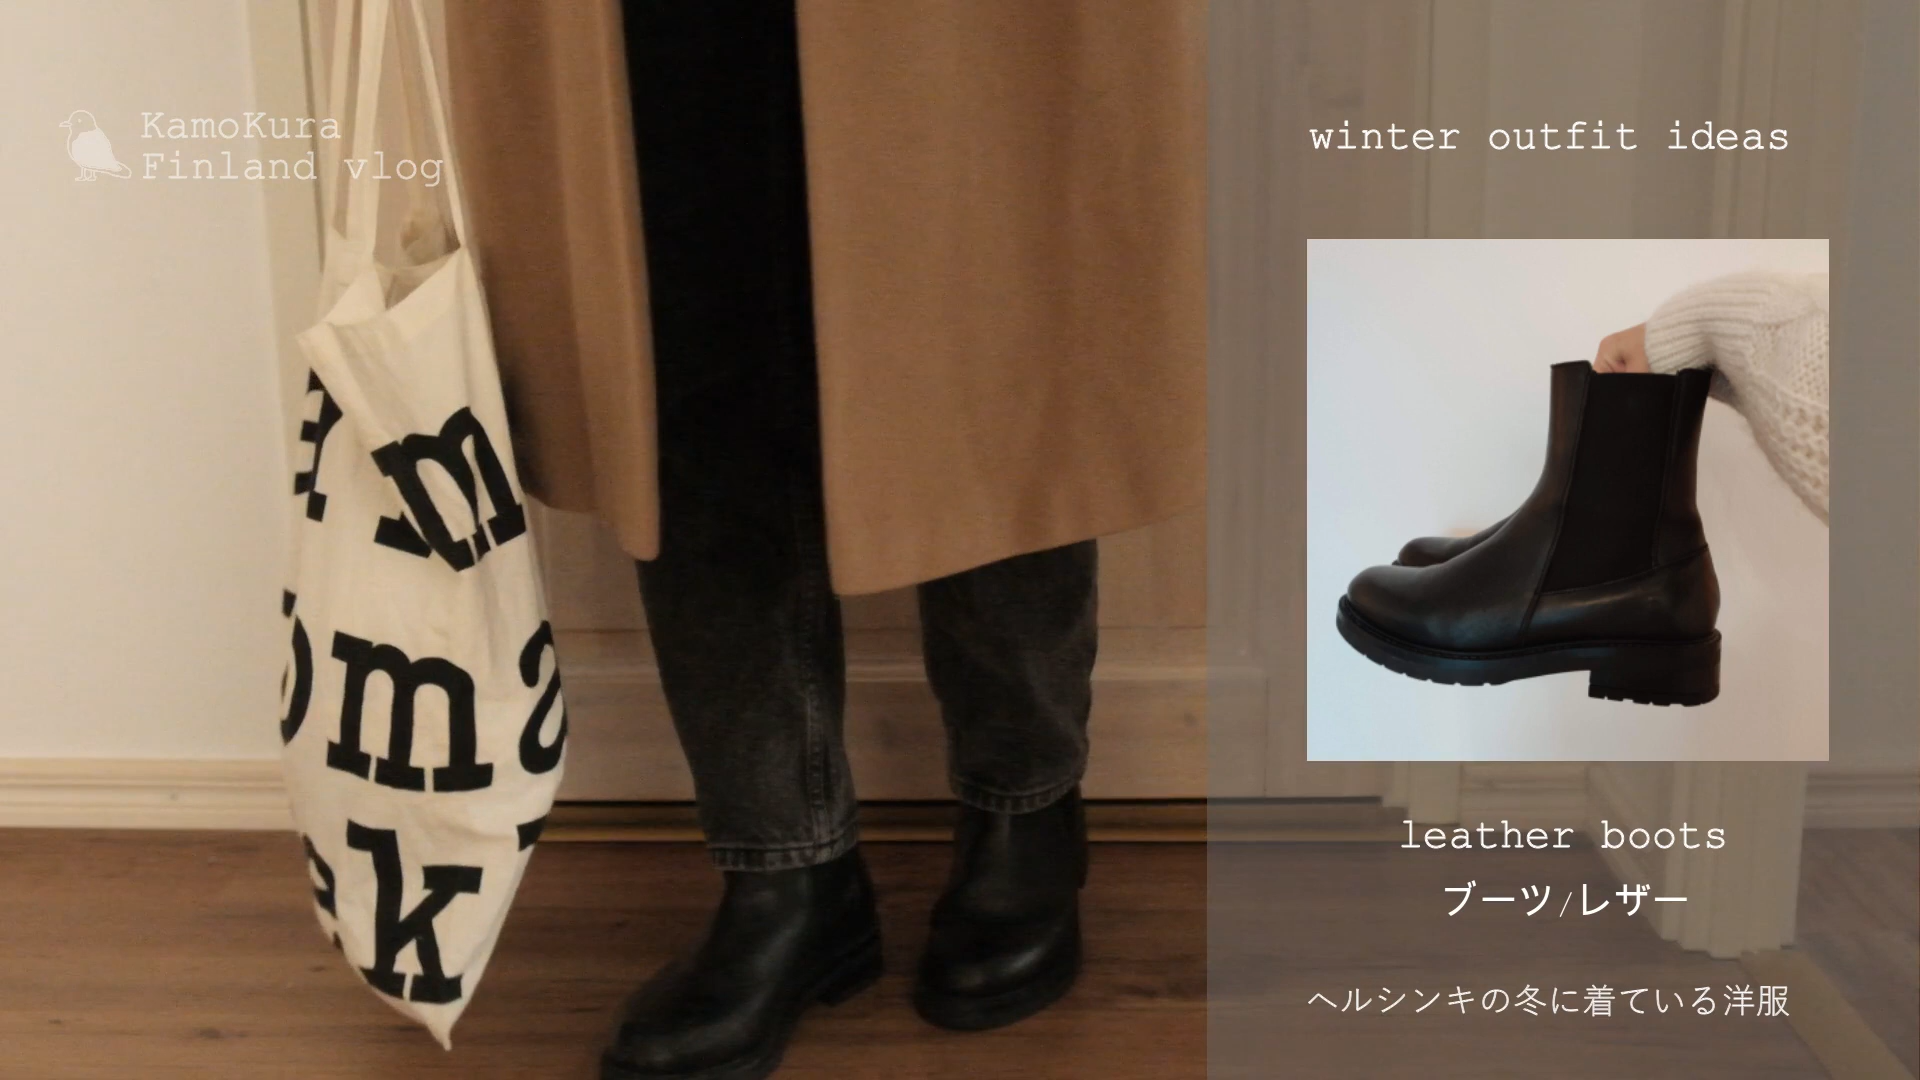 KamoKura
Finland vlog
winter outfit ideas
m
oma
k
leather boots
ブーツ/レザー
ヘルシンキの冬に着ている洋服